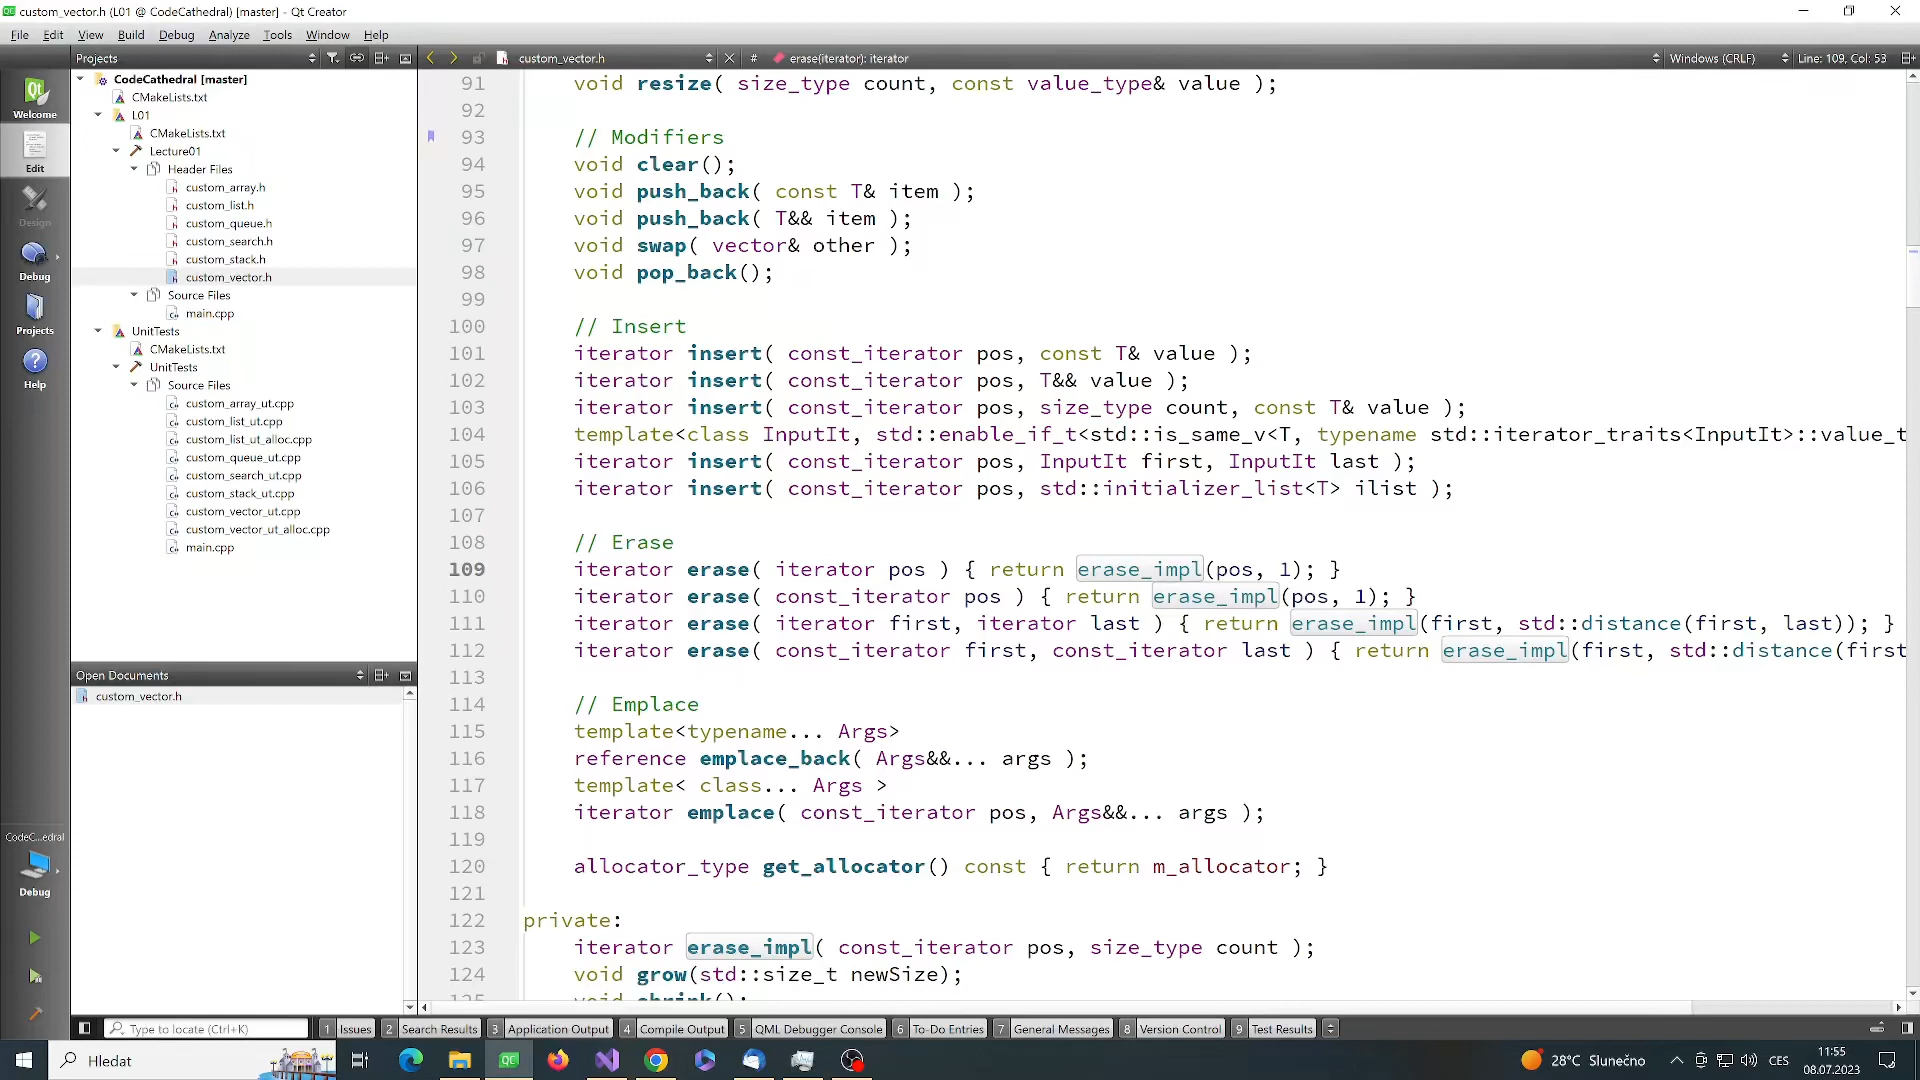 custom_vector.h (L01 @ CodeCathedral) [master] - Qt Creator
File Edit View Build Debug Analyze Tools Window Help
Projects
custom_vector.h
# erase(iterator): iterator
Windows (CRLF)
Line: 109, Col: 53
Welcome
Edit
Design
Debug
Projects
Help
CodeCathedral [master]
CMakeLists.txt
L01
CMakeLists.txt
Lecture01
Header Files
custom_array.h
custom_list.h
custom_queue.h
custom_search.h
custom_stack.h
custom_vector.h
Source Files
main.cpp
UnitTests
CMakeLists.txt
UnitTests
Source Files
custom_array_ut.cpp
custom_list_ut.cpp
custom_list_ut_alloc.cpp
custom_queue_ut.cpp
custom_search_ut.cpp
custom_stack_ut.cpp
custom_vector_ut.cpp
custom_vector_ut_alloc.cpp
main.cpp
Open Documents
custom_vector.h
CodeC...edral
Debug
91 void resize( size_type count, const value_type& value );
92
93 // Modifiers
94 void clear();
95 void push_back( const T& item );
96 void push_back( T&& item );
97 void swap( vector& other );
98 void pop_back();
99
100 // Insert
101 iterator insert( const_iterator pos, const T& value );
102 iterator insert( const_iterator pos, T&& value );
103 iterator insert( const_iterator pos, size_type count, const T& value );
104 template<class InputIt, std::enable_if_t<std::is_same_v<T, typename std::iterator_traits<InputIt>::value_t
105 iterator insert( const_iterator pos, InputIt first, InputIt last );
106 iterator insert( const_iterator pos, std::initializer_list<T> ilist );
107
108 // Erase
109 iterator erase( iterator pos ) { return erase_impl(pos, 1); }
110 iterator erase( const_iterator pos ) { return erase_impl(pos, 1); }
111 iterator erase( iterator first, iterator last ) { return erase_impl(first, std::distance(first, last)); }
112 iterator erase( const_iterator first, const_iterator last ) { return erase_impl(first, std::distance(first
113
114 // Emplace
115 template<typename... Args>
116 reference emplace_back( Args&&... args );
117 template< class... Args >
118 iterator emplace( const_iterator pos, Args&&... args );
119
120 allocator_type get_allocator() const { return m_allocator; }
121
122 private:
123 iterator erase_impl( const_iterator pos, size_type count );
124 void grow(std::size_t newSize);
125 void shrink();
Type to locate (Ctrl+K)
1 Issues 2 Search Results 3 Application Output 4 Compile Output 5 QML Debugger Console 6 To-Do Entries 7 General Messages 8 Version Control 9 Test Results
Hledat
28°C Slunečno
CES
11:55
08.07.2023